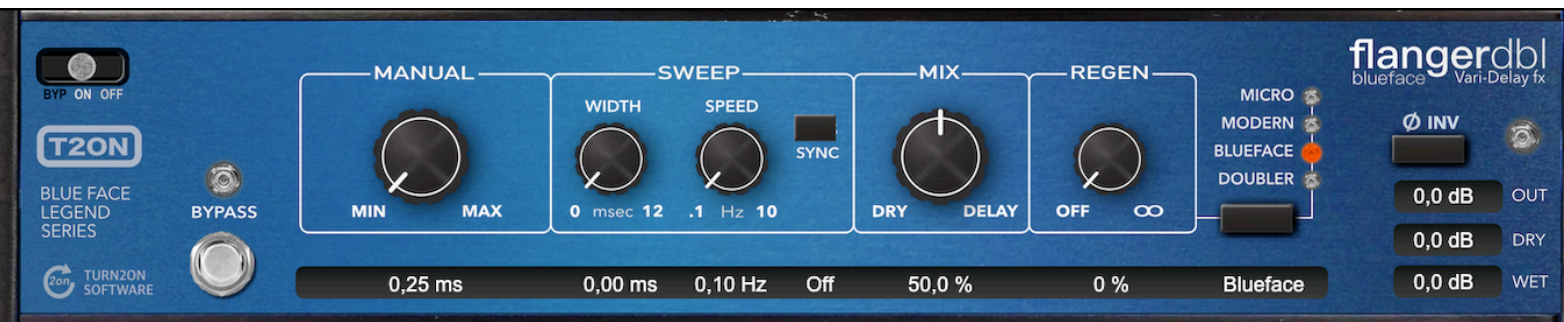 BYP ON OFF
T2ON
BLUE FACE
LEGEND
SERIES
2on
TURN2ON
SOFTWARE
BYPASS
MANUAL
MIN MAX
SWEEP
WIDTH SPEED
SYNC
0 msec 12 .1 Hz 10
MIX
DRY DELAY
REGEN
OFF ∞
MICRO
MODERN
BLUEFACE
DOUBLER
flangerdbl
blueface Vari-Delay fx
Ø INV
0,0 dB OUT
0,0 dB DRY
0,0 dB WET
0,25 ms 0,00 ms 0,10 Hz Off 50,0 % 0 % Blueface